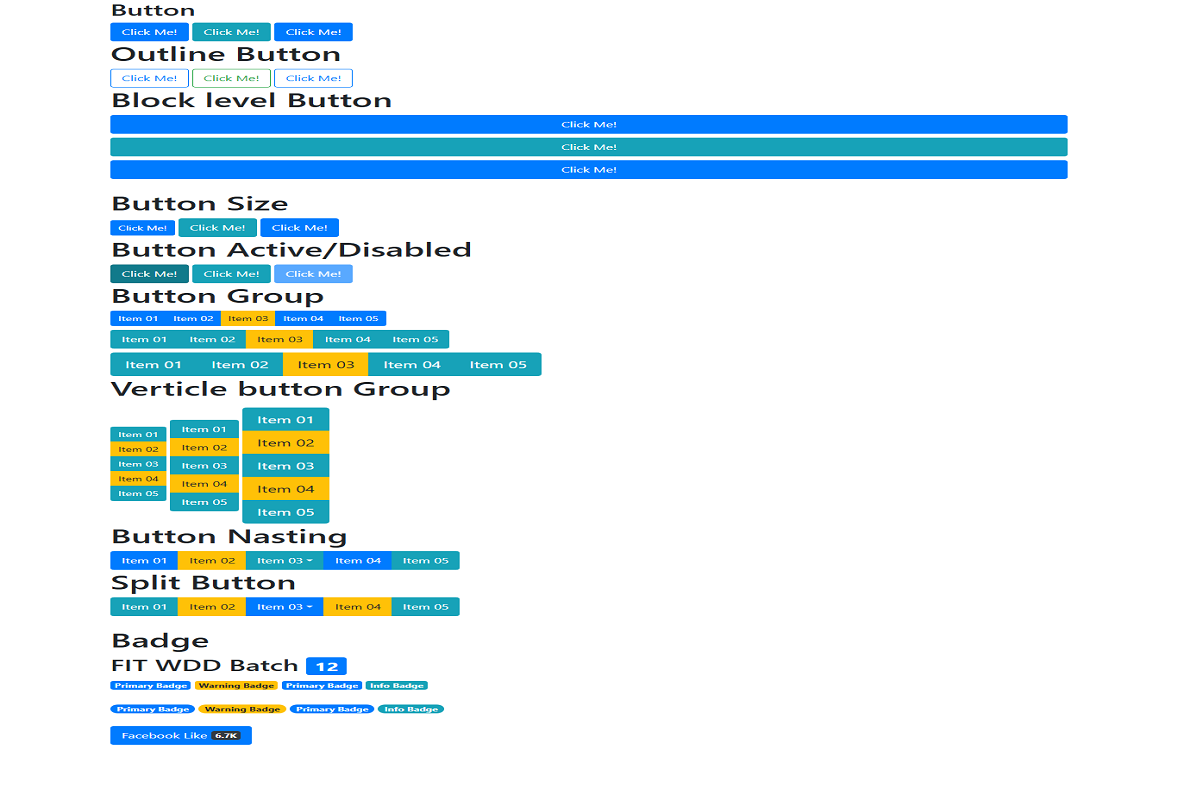 Button
Click Me! Click Me! Click Me!
Outline Button
Click Me! Click Me! Click Me!
Block level Button
Click Me!
Click Me!
Click Me!
Button Size
Click Me! Click Me! Click Me!
Button Active/Disabled
Click Me! Click Me! Click Me!
Button Group
Item 01 Item 02 Item 03 Item 04 Item 05
Item 01 Item 02 Item 03 Item 04 Item 05
Item 01 Item 02 Item 03 Item 04 Item 05
Verticle button Group
Item 01 Item 01 Item 01
Item 02 Item 02 Item 02
Item 03 Item 03 Item 03
Item 04 Item 04 Item 04
Item 05 Item 05 Item 05
Button Nasting
Item 01 Item 02 Item 03 Item 04 Item 05
Split Button
Item 01 Item 02 Item 03 Item 04 Item 05
Badge
FIT WDD Batch 12
Primary Badge Warning Badge Primary Badge Info Badge
Primary Badge Warning Badge Primary Badge Info Badge
Facebook Like 6.7K